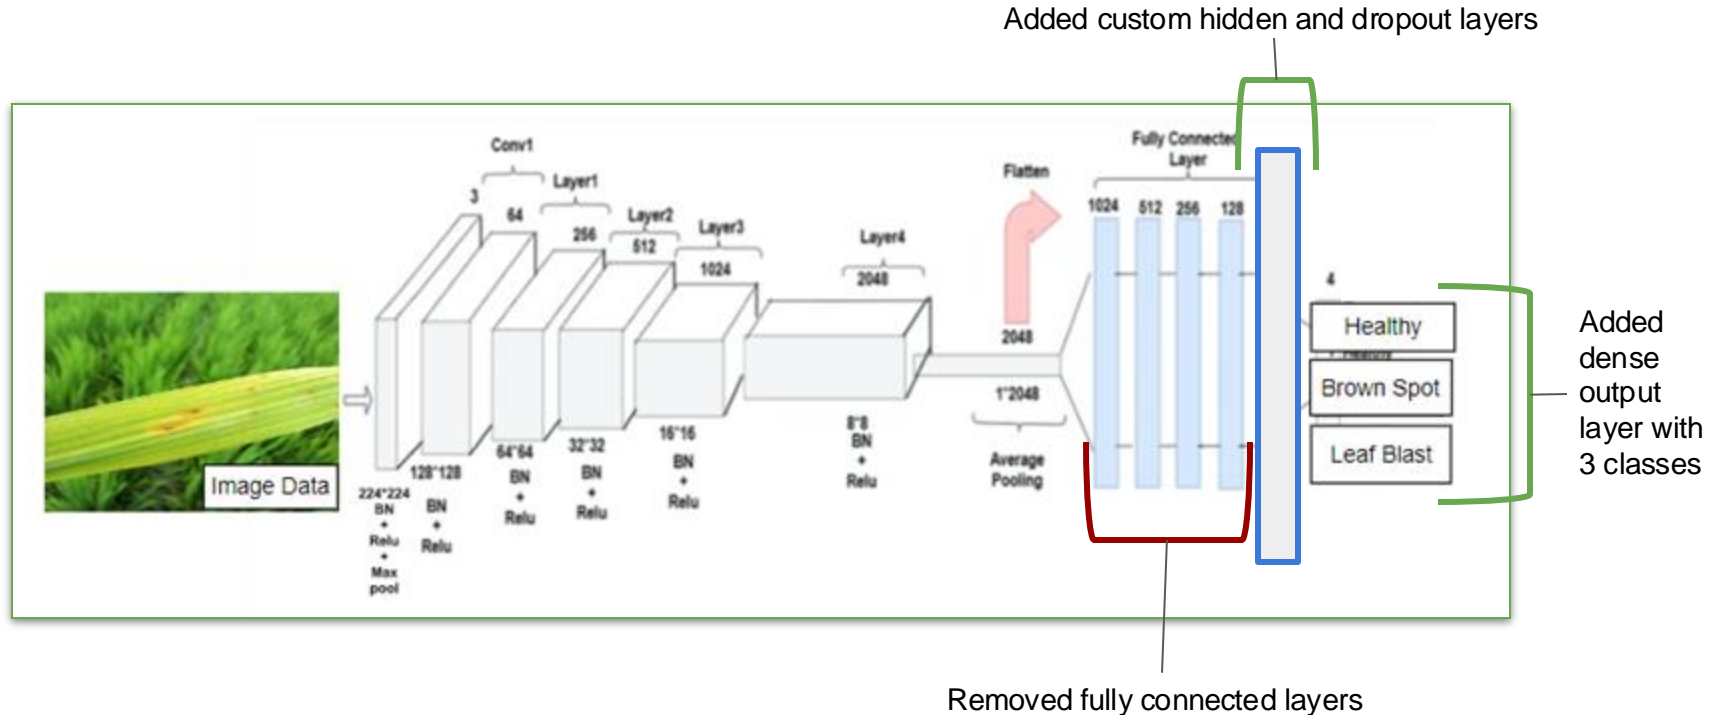 Added custom hidden and dropout layers
Conv1
Layer1
Layer2
Layer3
Layer4
Flatten
Fully Connected
Layer
3
64
256
512
1024
2048
2048
1024
512
256
128
4
Image Data
224*224
BN
+
Relu
+
Max
pool
128*128
BN
+
Relu
64*64
BN
+
Relu
32*32
BN
+
Relu
16*16
BN
+
Relu
8*8
BN
+
Relu
1*2048
Average
Pooling
Healthy
Brown Spot
Leaf Blast
Added
dense
output
layer with
3 classes
Removed fully connected layers